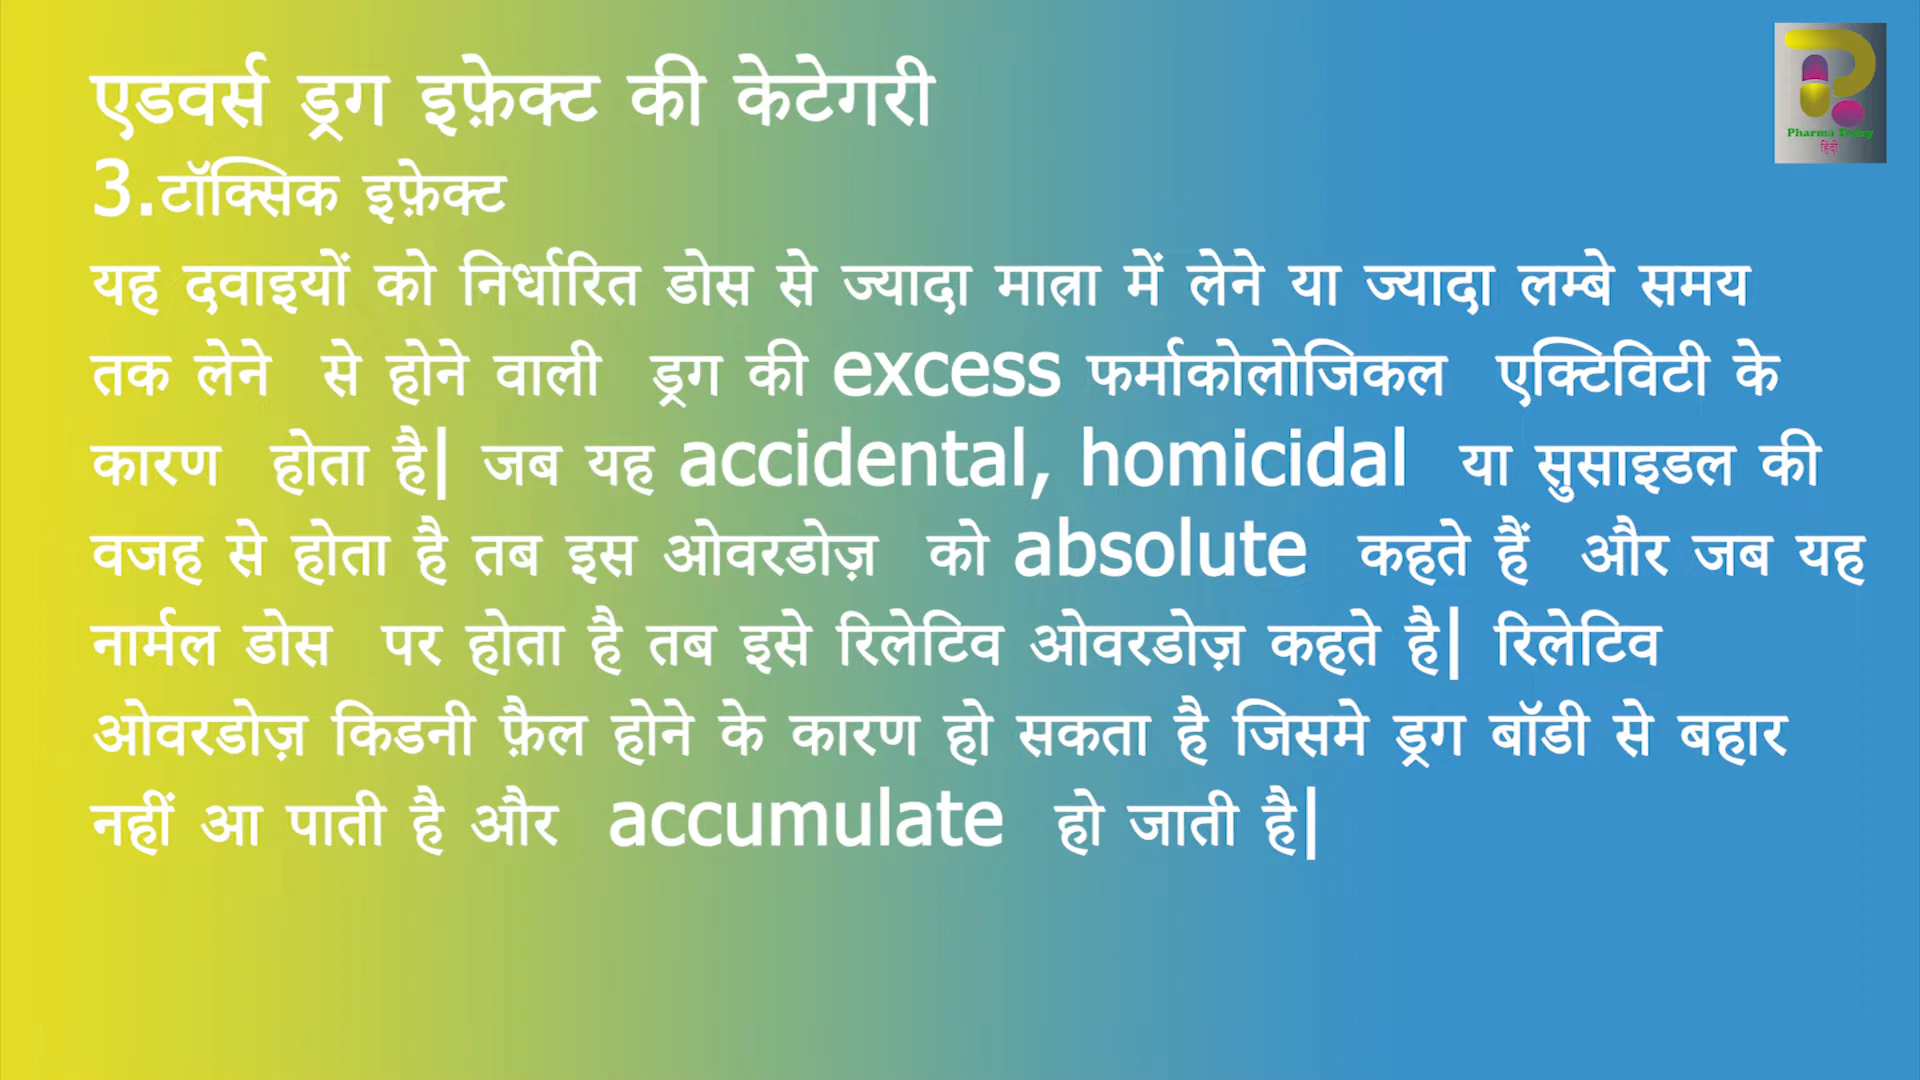 एडवर्स ड्रग इफ़ेक्ट की केटेगरी
Pharma Today
हिंदी
3.टॉक्सिक इफ़ेक्ट
यह दवाइयों को निर्धारित डोस से ज्यादा मात्रा में लेने या ज्यादा लम्बे समय
तक लेने से होने वाली ड्रग की excess फर्माकोलोजिकल एक्टिविटी के
कारण होता है| जब यह accidental, homicidal या सुसाइडल की
वजह से होता है तब इस ओवरडोज़ को absolute कहते हैं और जब यह
नार्मल डोस पर होता है तब इसे रिलेटिव ओवरडोज़ कहते है| रिलेटिव
ओवरडोज़ किडनी फ़ैल होने के कारण हो सकता है जिसमे ड्रग बॉडी से बहार
नहीं आ पाती है और accumulate हो जाती है|